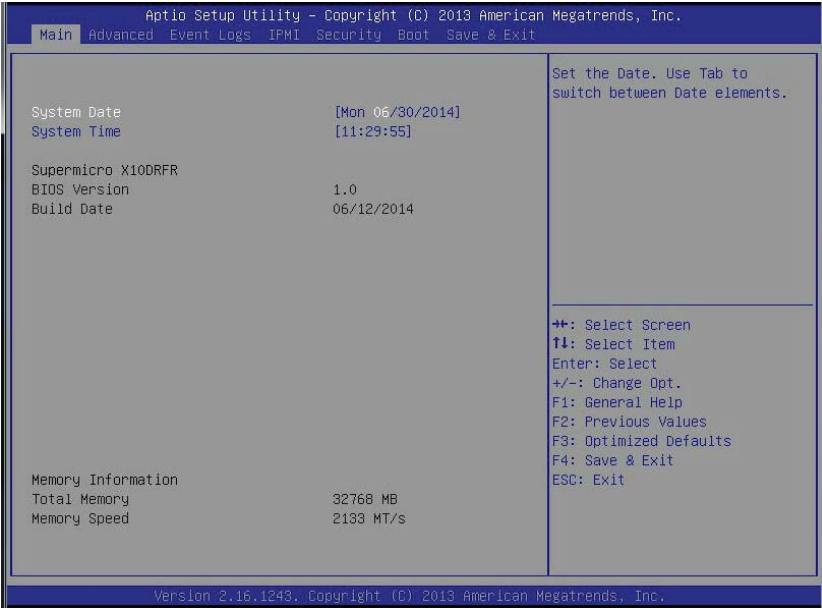 Aptio Setup Utility – Copyright (C) 2013 American Megatrends, Inc.
Main Advanced Event Logs IPMI Security Boot Save & Exit
System Date [Mon 06/30/2014]
System Time [11:29:55]
Supermicro X10DRFR
BIOS Version 1.0
Build Date 06/12/2014
Memory Information
Total Memory 32768 MB
Memory Speed 2133 MT/s
Set the Date. Use Tab to
switch between Date elements.
→←: Select Screen
↑↓: Select Item
Enter: Select
+/-: Change Opt.
F1: General Help
F2: Previous Values
F3: Optimized Defaults
F4: Save & Exit
ESC: Exit
Version 2.16.1243. Copyright (C) 2013 American Megatrends, Inc.